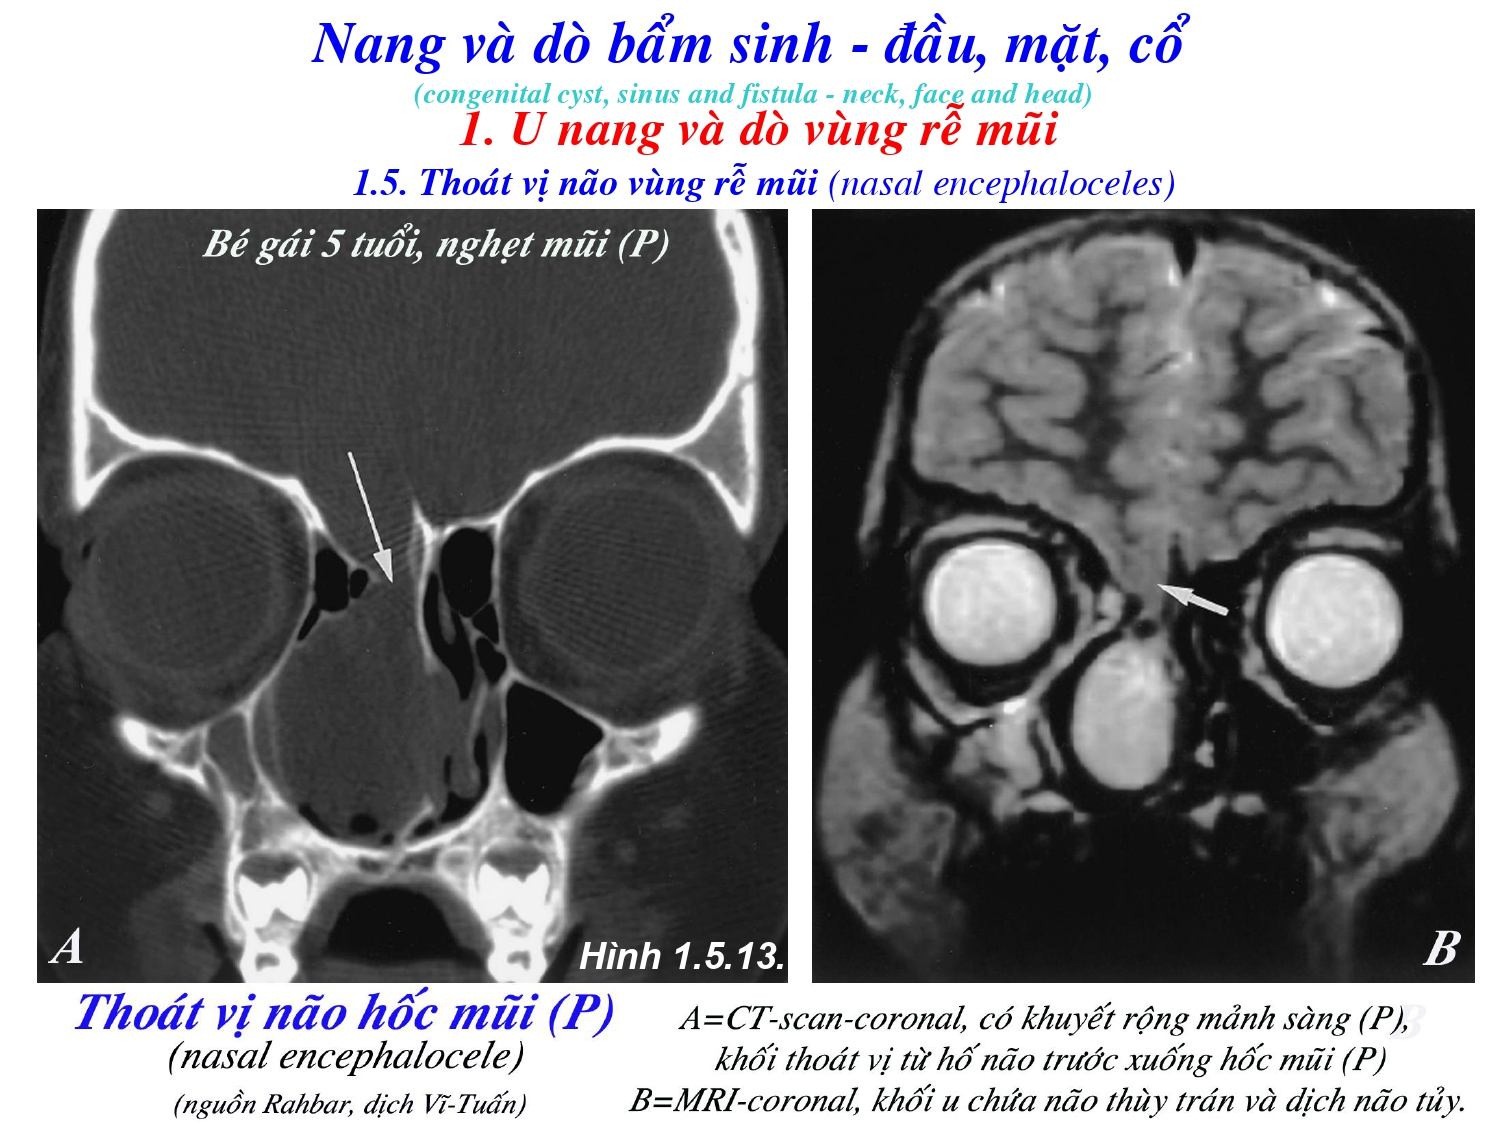 Nang và dò bẩm sinh - đầu, mặt, cổ
(congenital cyst, sinus and fistula - neck, face and head)
1. U nang và dò vùng rễ mũi
1.5. Thoát vị não vùng rễ mũi (nasal encephaloceles)
Bé gái 5 tuổi, nghẹt mũi (P)
A
Hình 1.5.13.
B
Thoát vị não hốc mũi (P)
(nasal encephalocele)
(nguồn Rahbar, dịch Vĩ-Tuấn)
A=CT-scan-coronal, có khuyết rộng mảnh sàng (P),
khối thoát vị từ hố não trước xuống hốc mũi (P)
B=MRI-coronal, khối u chứa não thùy trán và dịch não tủy.
B